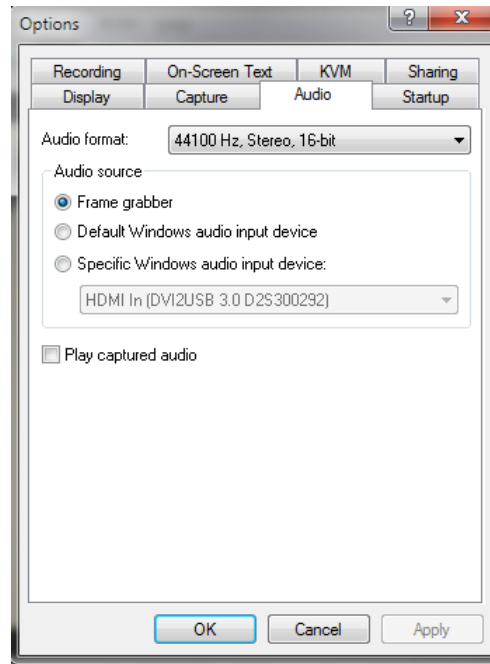 Options
Recording On-Screen Text KVM Sharing
Display Capture Audio Startup
Audio format: 44100 Hz, Stereo, 16-bit
Audio source
Frame grabber
Default Windows audio input device
Specific Windows audio input device:
HDMI In (DVI2USB 3.0 D2S300292)
Play captured audio
OK Cancel Apply